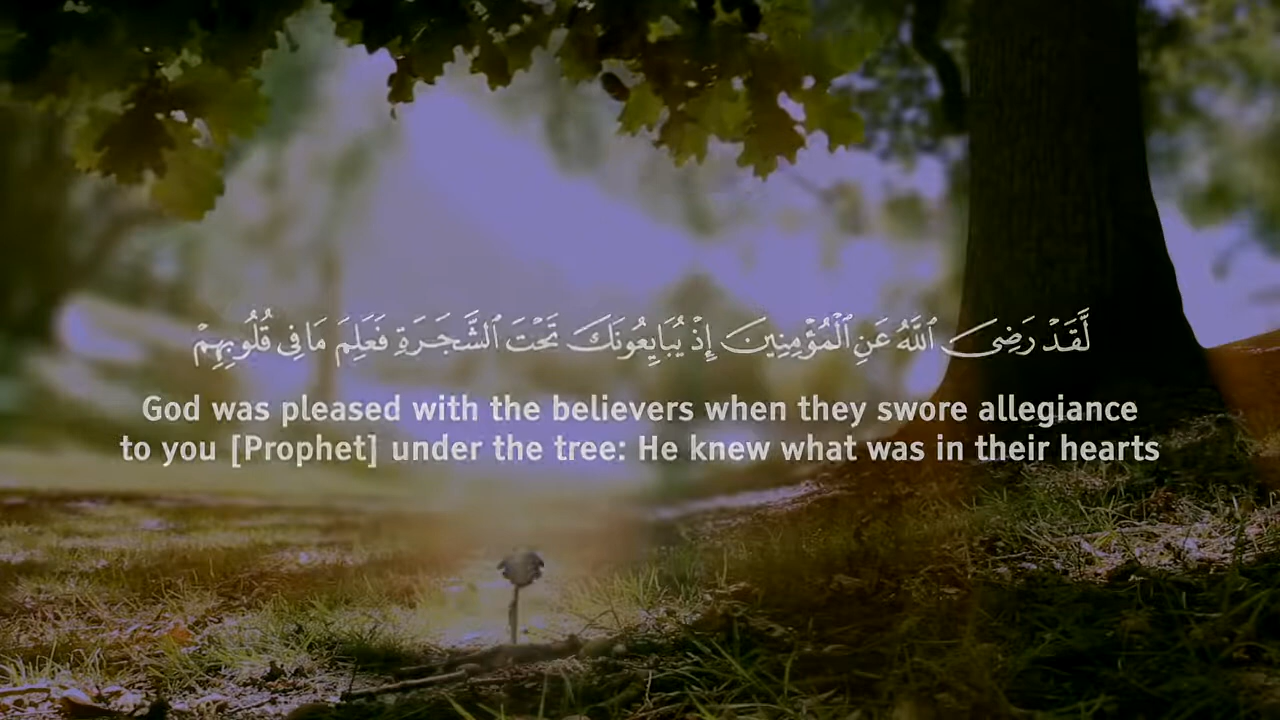 لَّقَدْ رَضِىَ ٱللَّهُ عَنِ ٱلْمُؤْمِنِينَ إِذْ يُبَايِعُونَكَ تَحْتَ ٱلشَّجَرَةِ فَعَلِمَ مَا فِى قُلُوبِهِمْ
God was pleased with the believers when they swore allegiance
to you [Prophet] under the tree: He knew what was in their hearts